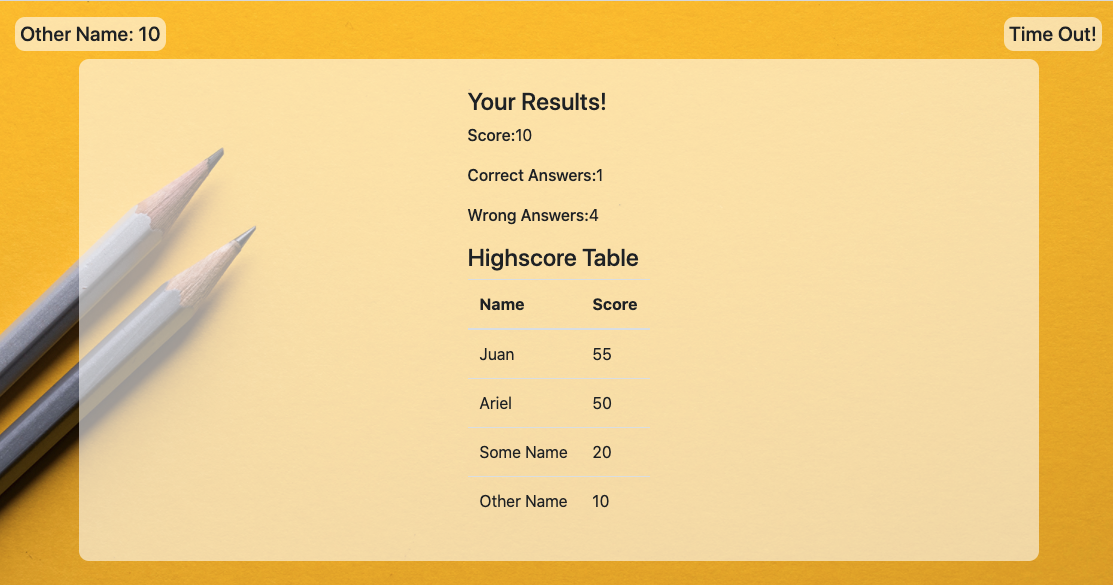 Other Name: 10
Time Out!
Your Results!
Score:10
Correct Answers:1
Wrong Answers:4
Highscore Table
Name Score
Juan 55
Ariel 50
Some Name 20
Other Name 10